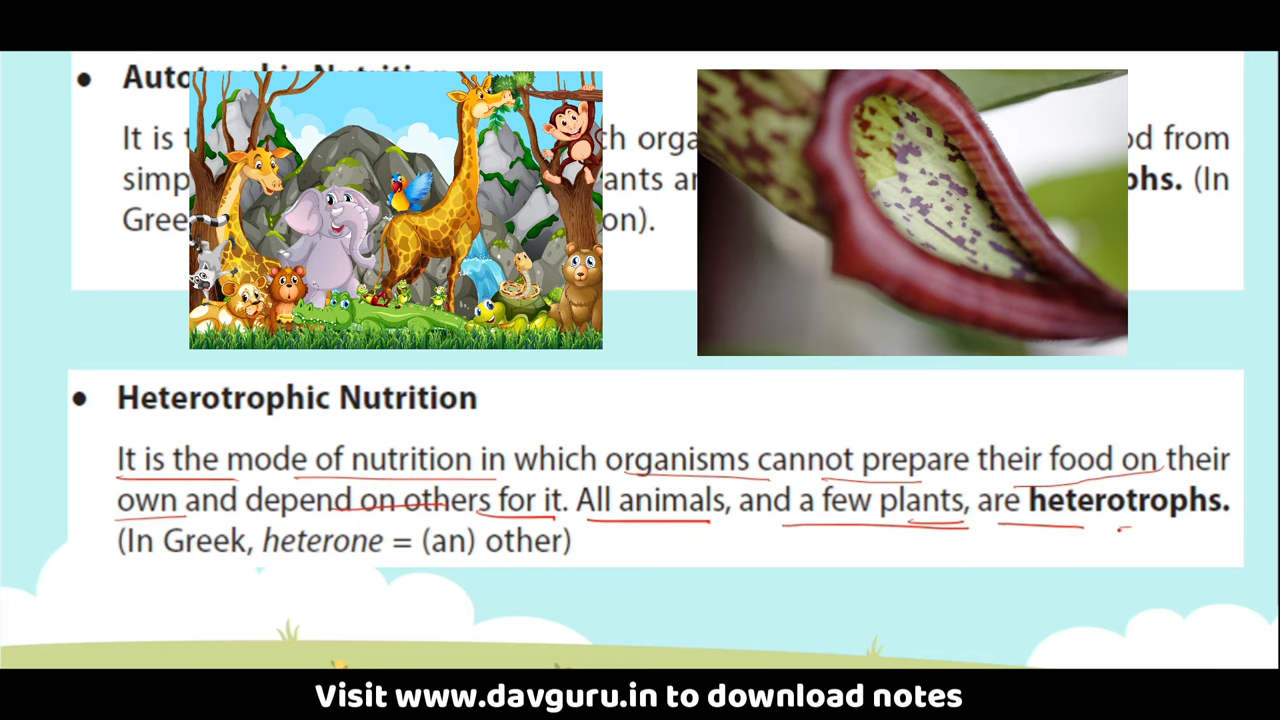 ● Auto Nutrition
It is ch orga od from
simp ants ar phs. (In
Gree on).
● Heterotrophic Nutrition
It is the mode of nutrition in which organisms cannot prepare their food on their
own and depend on others for it. All animals, and a few plants, are heterotrophs.
(In Greek, heterone = (an) other)
Visit www.davguru.in to download notes